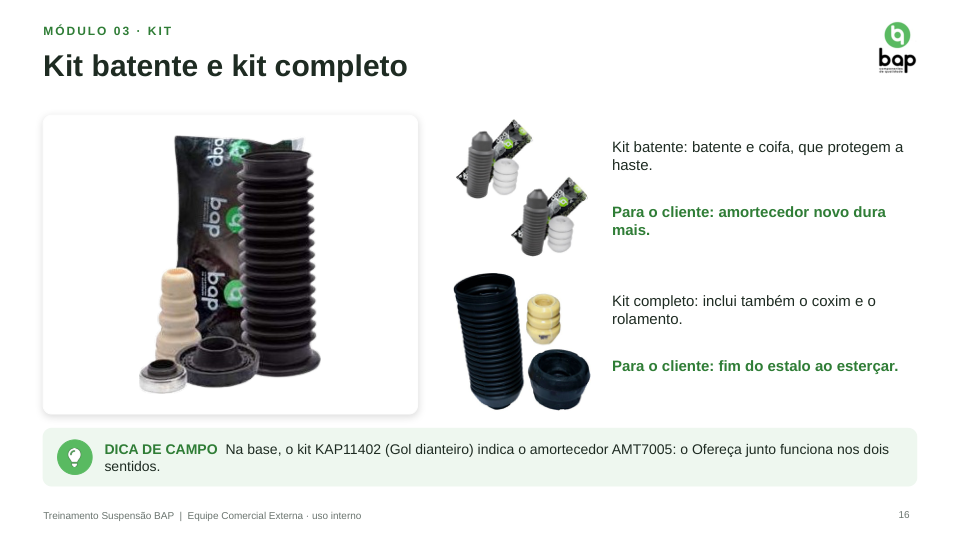 MÓDULO 03 · KIT
Kit batente e kit completo
bap
bap
bap
Kit batente: batente e coifa, que protegem a
haste.
Para o cliente: amortecedor novo dura
mais.
Kit completo: inclui também o coxim e o
rolamento.
Para o cliente: fim do estalo ao esterçar.
DICA DE CAMPO Na base, o kit KAP11402 (Gol dianteiro) indica o amortecedor AMT7005: o Ofereça junto funciona nos dois
sentidos.
Treinamento Suspensão BAP | Equipe Comercial Externa · uso interno
16